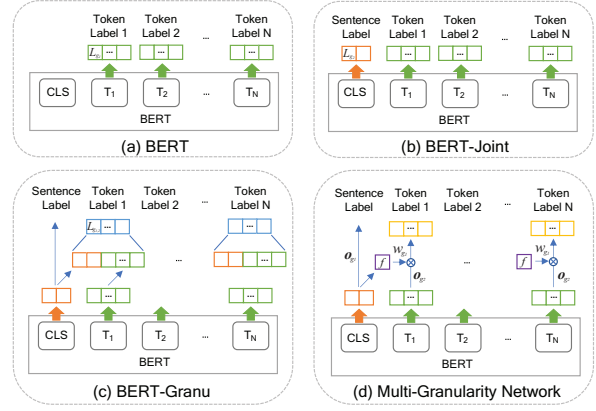 Token Label 1 Token Label 2 ... Token Label N
...
...
...
CLS T1 T2 ... TN
BERT
(a) BERT
Sentence Label Token Label 1 Token Label 2 ... Token Label N
...
...
...
CLS T1 T2 ... TN
BERT
(b) BERT-Joint
Sentence Label Token Label 1 Token Label 2 ... Token Label N
...
...
...
...
...
...
CLS T1 T2 ... TN
BERT
(c) BERT-Granu
Sentence Label Token Label 1 Token Label 2 ... Token Label N
...
...
f
f
...
...
...
CLS T1 T2 ... TN
BERT
(d) Multi-Granularity Network